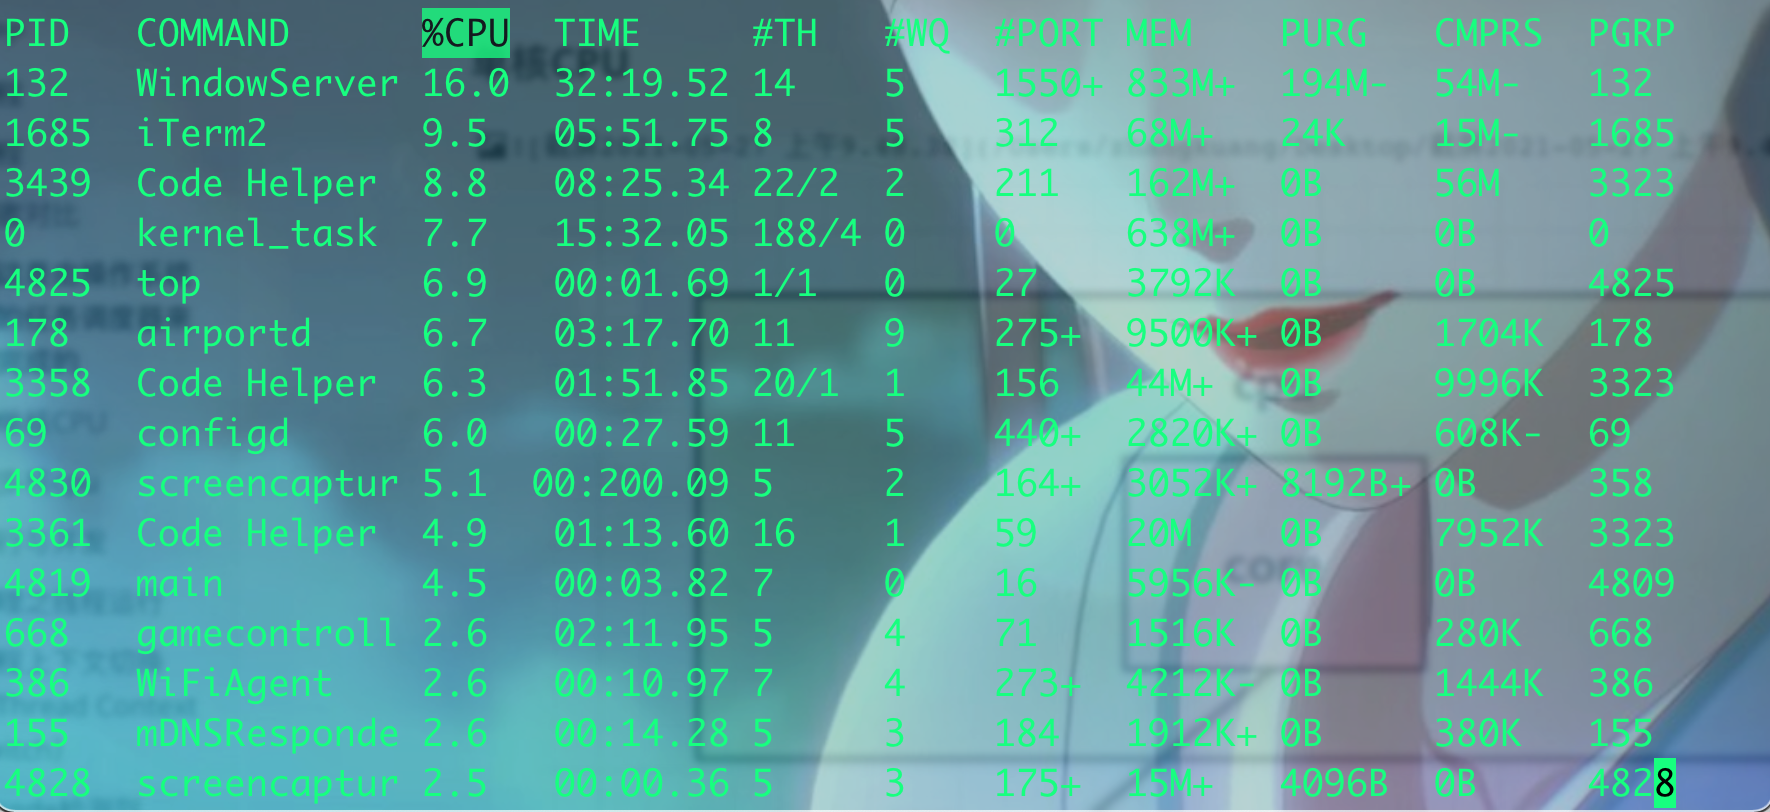 PID COMMAND %CPU TIME #TH #WQ #PORT MEM PURG CMPRS PGRP
132 WindowServer 16.0 32:19.52 14 5 1550+ 833M+ 194M- 54M- 132
1685 iTerm2 9.5 05:51.75 8 5 312 68M+ 24K 15M- 1685
3439 Code Helper 8.8 08:25.34 22/2 2 211 162M+ 0B 56M 3323
0 kernel_task 7.7 15:32.05 188/4 0 0 638M+ 0B 0B 0
4825 top 6.9 00:01.69 1/1 0 27 3792K 0B 0B 4825
178 airportd 6.7 03:17.70 11 9 275+ 9500K+ 0B 1704K 178
3358 Code Helper 6.3 01:51.85 20/1 1 156 44M+ 0B 9996K 3323
69 configd 6.0 00:27.59 11 5 440+ 2820K+ 0B 608K- 69
4830 screencaptur 5.1 00:200.09 5 2 164+ 3052K+ 8192B+ 0B 358
3361 Code Helper 4.9 01:13.60 16 1 59 20M 0B 7952K 3323
4819 main 4.5 00:03.82 7 0 16 5956K- 0B 0B 4809
668 gamecontroll 2.6 02:11.95 5 4 71 1516K 0B 280K 668
386 WiFiAgent 2.6 00:10.97 7 4 273+ 4212K- 0B 1444K 386
155 mDNSResponde 2.6 00:14.28 5 3 184 1912K+ 0B 380K 155
4828 screencaptur 2.5 00:00.36 5 3 175+ 15M+ 4096B 0B 4828